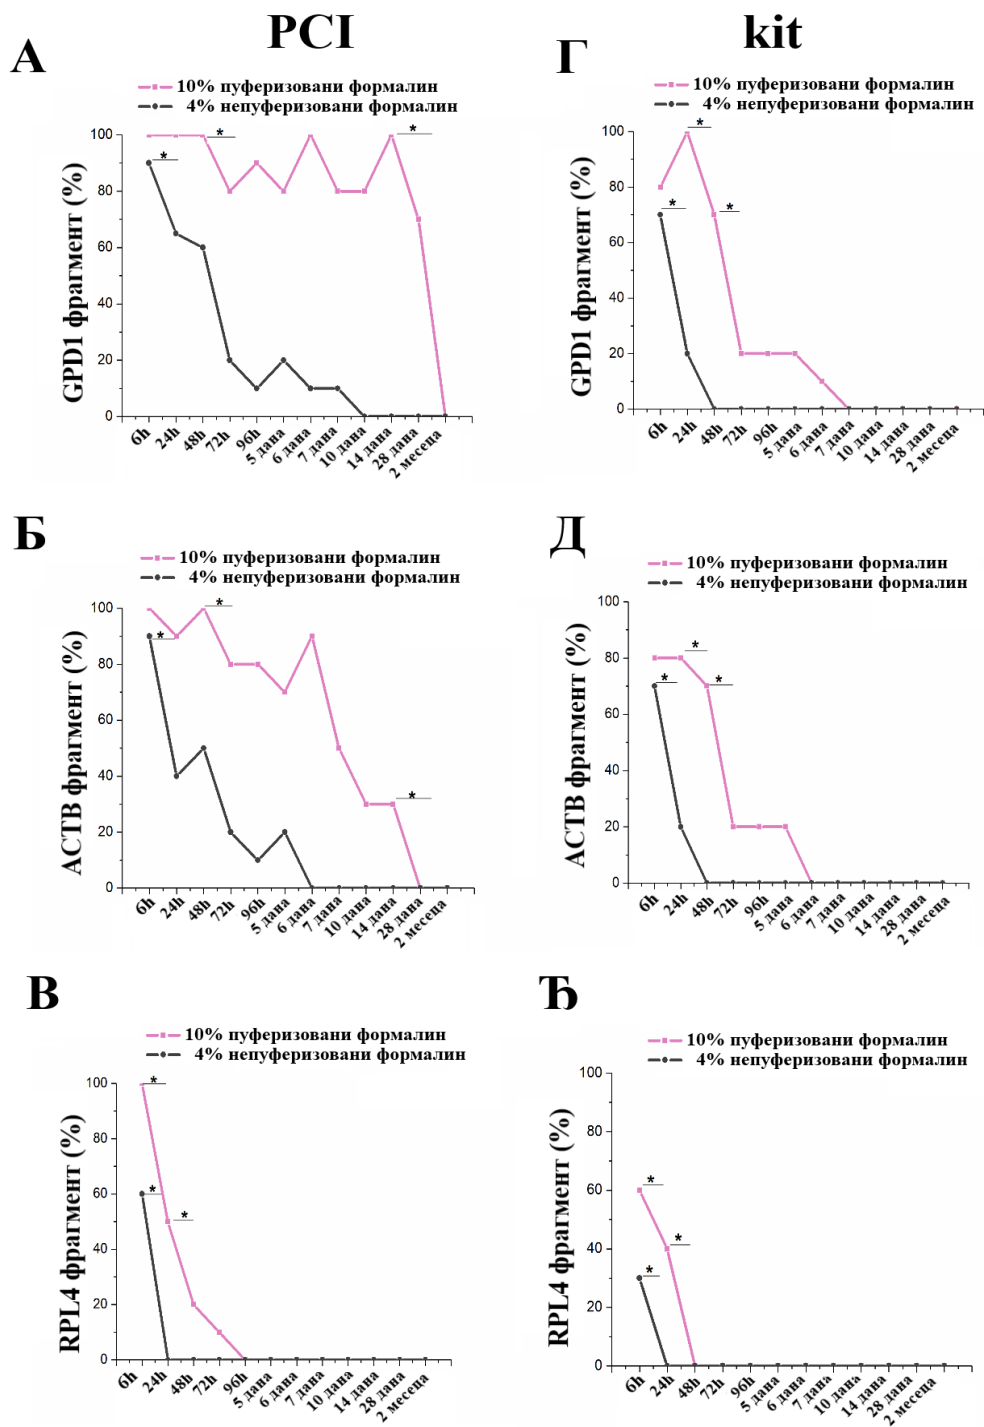 PCI
kit
А
10% пуферизовани формалин
4% непуферизовани формалин
GPD1 фрагмент (%)
100
80
60
40
20
0
*
*
*
6h
24h
48h
72h
96h
5 дана
6 дана
7 дана
10 дана
14 дана
28 дана
2 месеца
Г
10% пуферизовани формалин
4% непуферизовани формалин
GPD1 фрагмент (%)
100
80
60
40
20
0
*
*
*
6h
24h
48h
72h
96h
5 дана
6 дана
7 дана
10 дана
14 дана
28 дана
2 месеца
Б
10% пуферизовани формалин
4% непуферизовани формалин
ACTB фрагмент (%)
100
80
60
40
20
0
*
*
*
6h
24h
48h
72h
96h
5 дана
6 дана
7 дана
10 дана
14 дана
28 дана
2 месеца
Д
10% пуферизовани формалин
4% непуферизовани формалин
ACTB фрагмент (%)
100
80
60
40
20
0
*
*
*
6h
24h
48h
72h
96h
5 дана
6 дана
7 дана
10 дана
14 дана
28 дана
2 месеца
В
10% пуферизовани формалин
4% непуферизовани формалин
RPL4 фрагмент (%)
100
80
60
40
20
0
*
*
*
6h
24h
48h
72h
96h
5 дана
6 дана
7 дана
10 дана
14 дана
28 дана
2 месеца
Ђ
10% пуферизовани формалин
4% непуферизовани формалин
RPL4 фрагмент (%)
100
80
60
40
20
0
*
*
*
6h
24h
48h
72h
96h
5 дана
6 дана
7 дана
10 дана
14 дана
28 дана
2 месеца